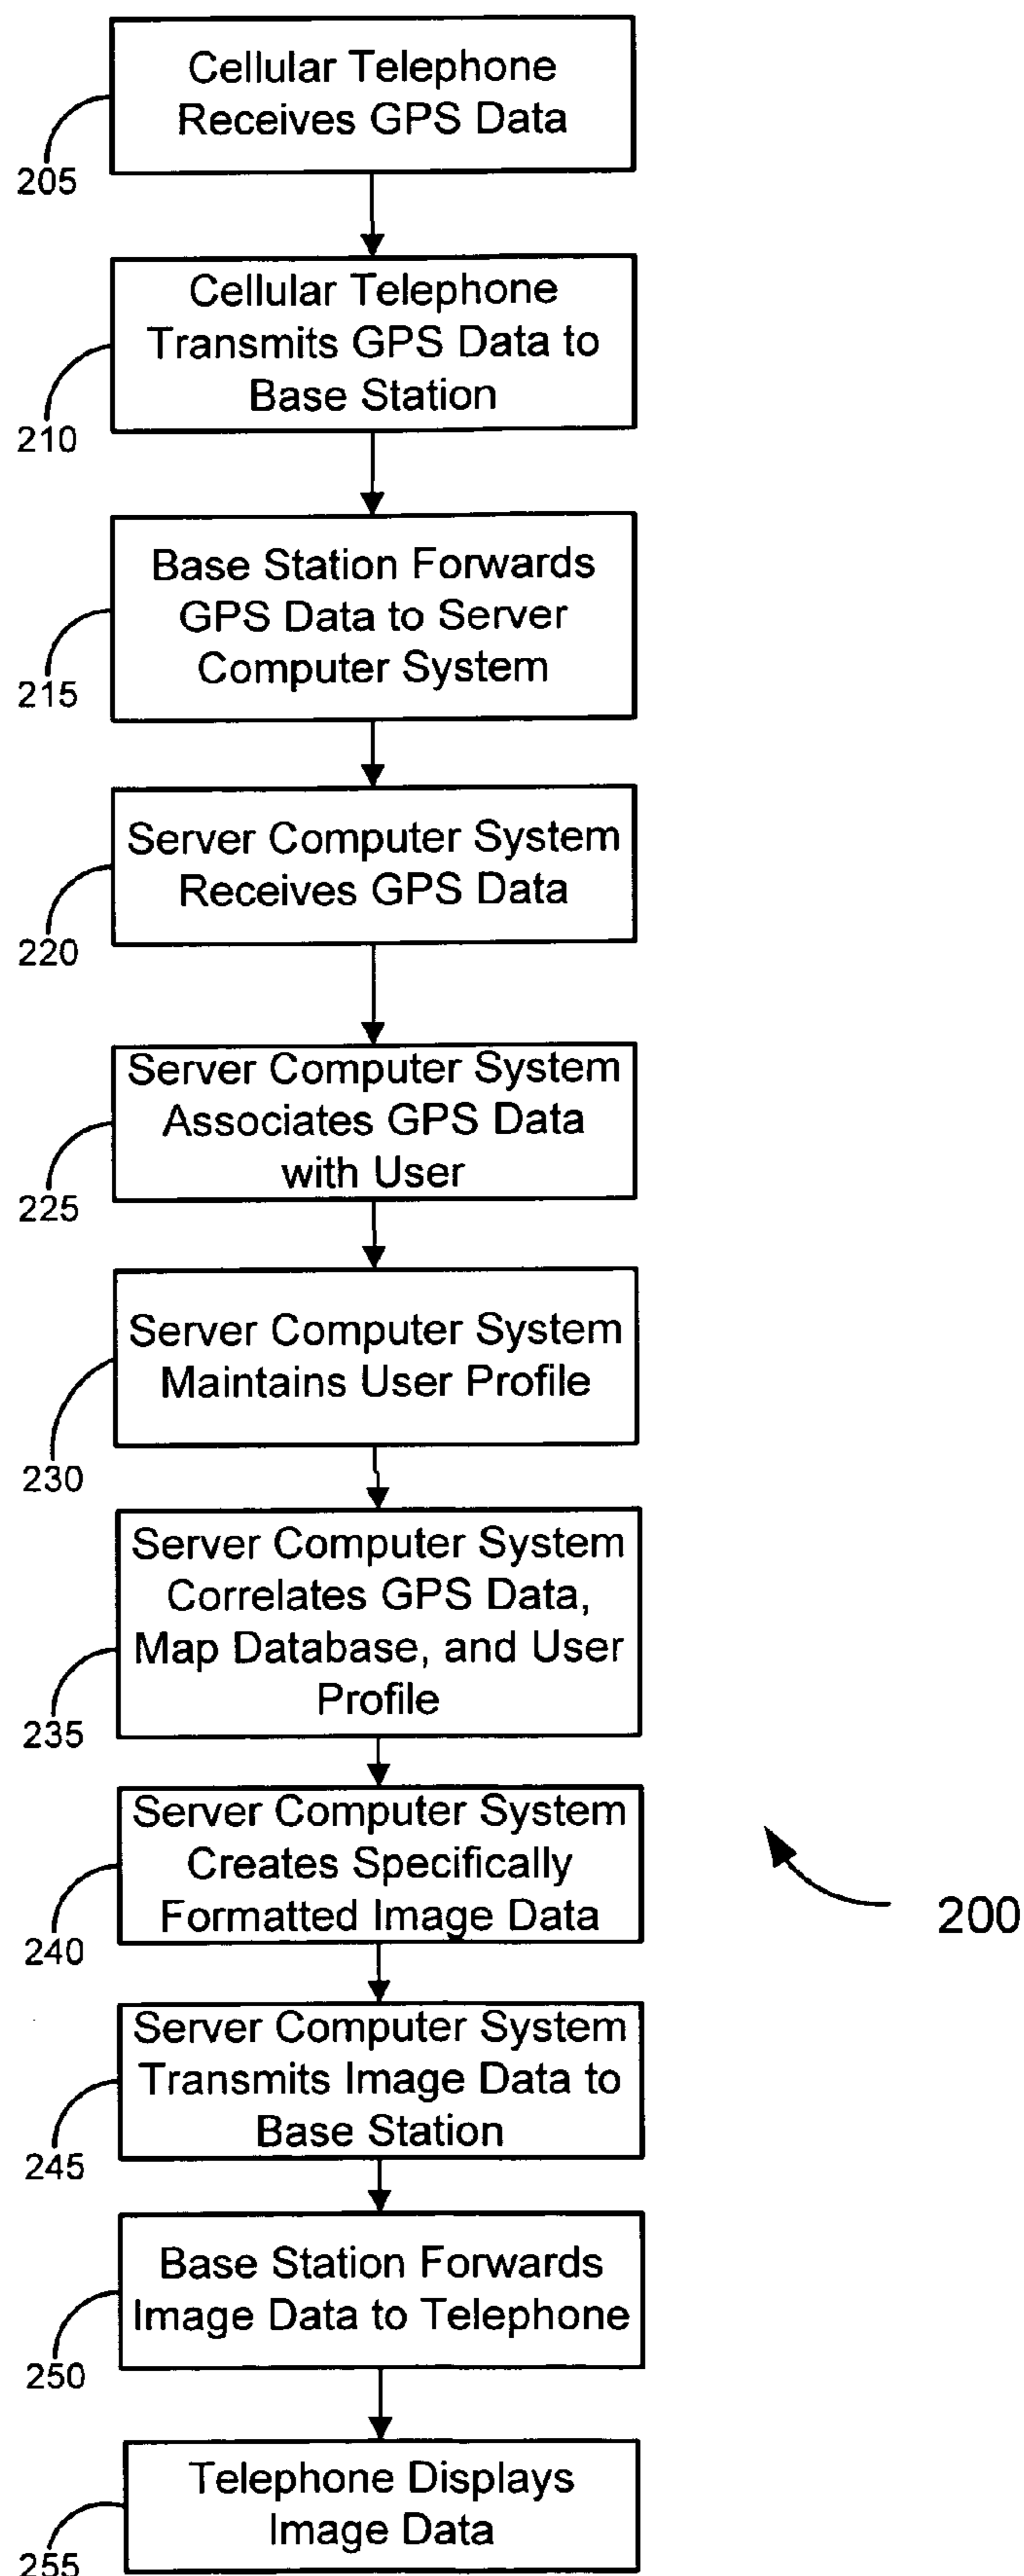 Cellular Telephone
Receives GPS Data
205
Cellular Telephone
Transmits GPS Data to
Base Station
210
Base Station Forwards
GPS Data to Server
Computer System
215
Server Computer System
Receives GPS Data
220
Server Computer System
Associates GPS Data
with User
225
Server Computer System
Maintains User Profile
230
Server Computer System
Correlates GPS Data,
Map Database, and User
Profile
235
Server Computer System
Creates Specifically
Formatted Image Data
240
200
Server Computer System
Transmits Image Data to
Base Station
245
Base Station Forwards
Image Data to Telephone
250
Telephone Displays
Image Data
255